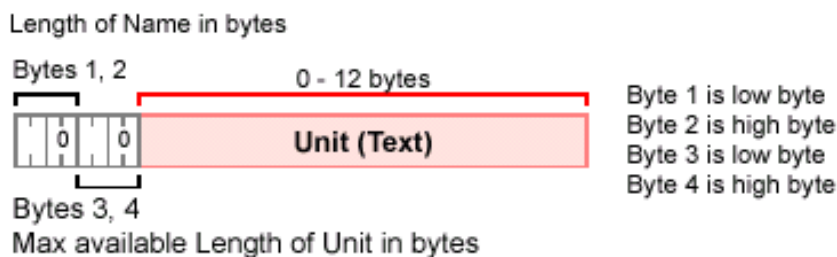 Length of Name in bytes
Bytes 1, 2
0 - 12 bytes
0 0 Unit (Text)
Byte 1 is low byte
Byte 2 is high byte
Byte 3 is low byte
Byte 4 is high byte
Bytes 3, 4
Max available Length of Unit in bytes